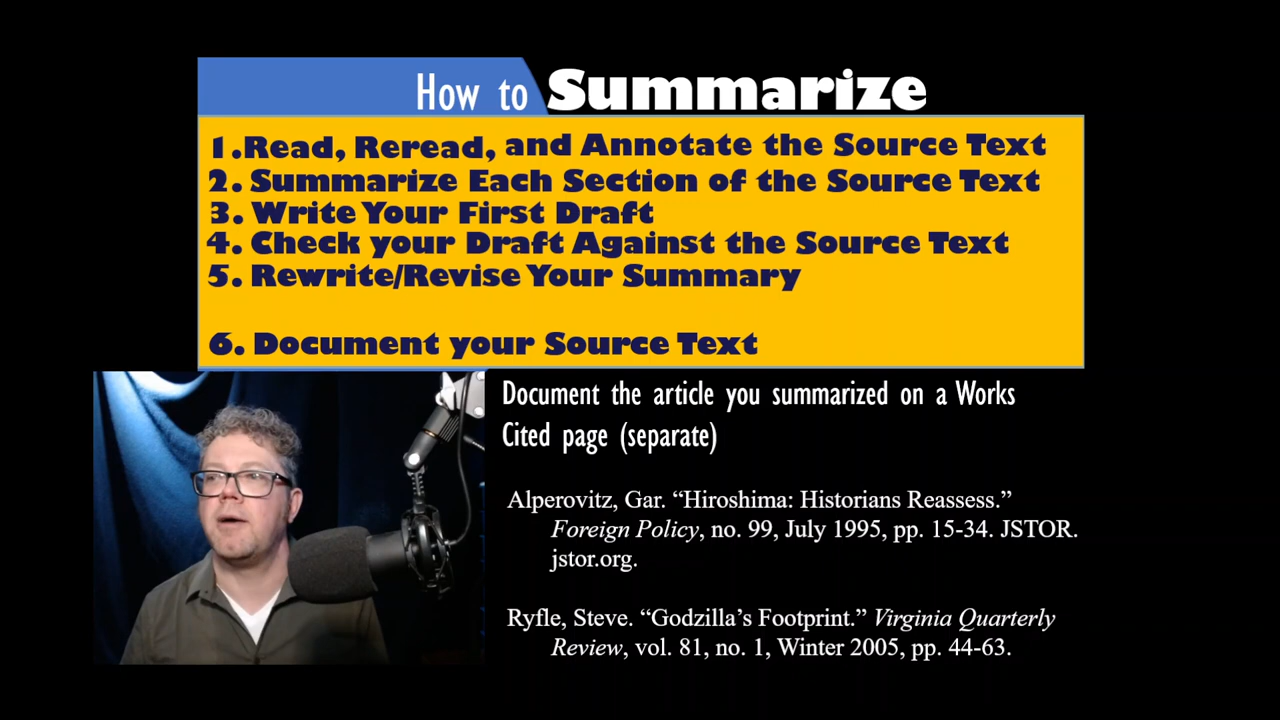 How to Summarize
1.Read, Reread, and Annotate the Source Text
2. Summarize Each Section of the Source Text
3. Write Your First Draft
4. Check your Draft Against the Source Text
5. Rewrite/Revise Your Summary
6. Document your Source Text
Document the article you summarized on a Works
Cited page (separate)
Alperovitz, Gar. “Hiroshima: Historians Reassess.”
Foreign Policy, no. 99, July 1995, pp. 15-34. JSTOR.
jstor.org.
Ryfle, Steve. “Godzilla’s Footprint.” Virginia Quarterly
Review, vol. 81, no. 1, Winter 2005, pp. 44-63.